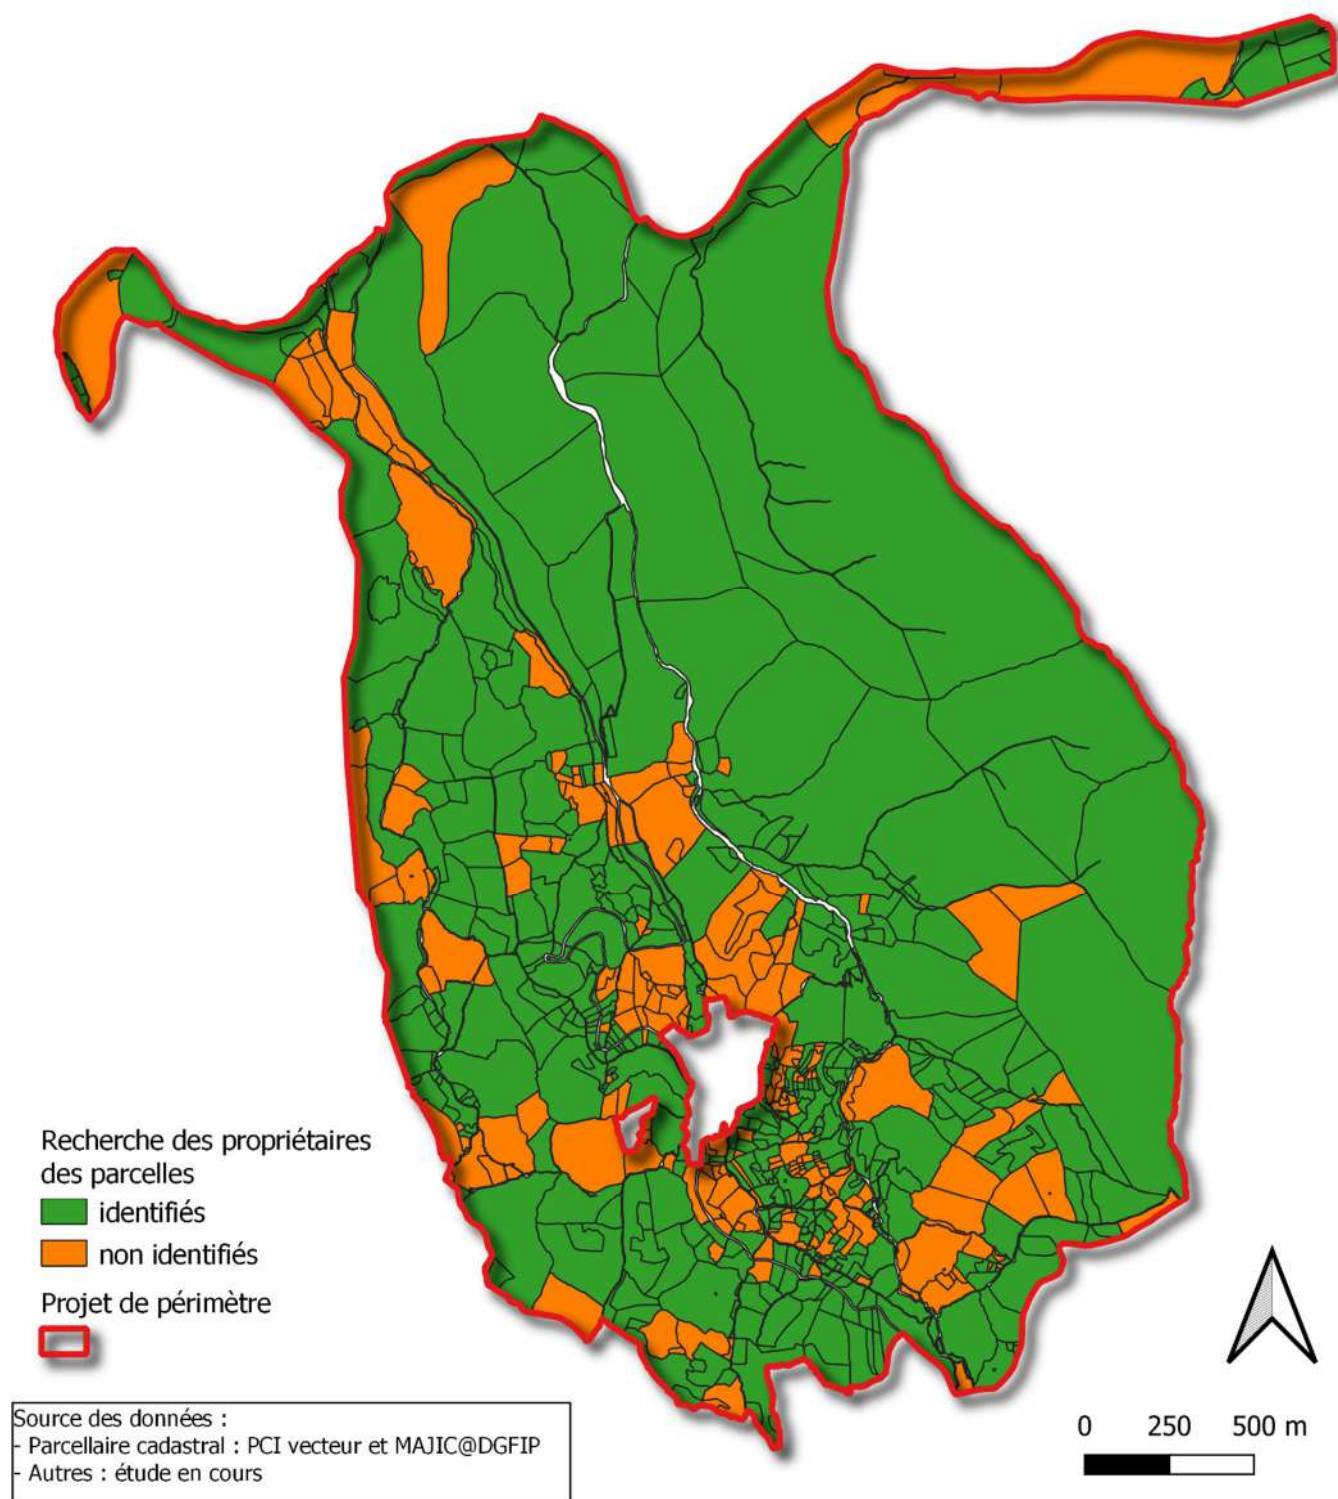 Recherche des propriétaires
des parcelles
identifiés
non identifiés
Projet de périmètre
Source des données :
- Parcellaire cadastral : PCI vecteur et MAJIC@DGFIP
- Autres : étude en cours
0 250 500 m